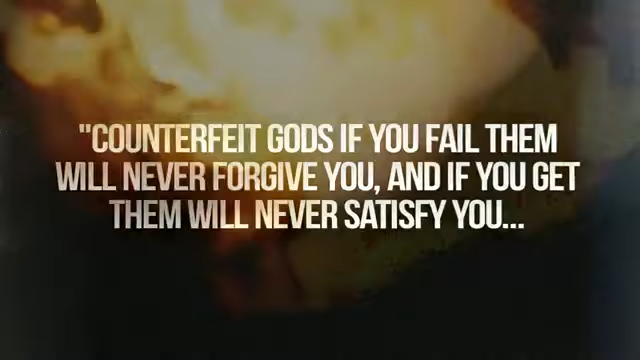 "COUNTERFEIT GODS IF YOU FAIL THEM
WILL NEVER FORGIVE YOU, AND IF YOU GET
THEM WILL NEVER SATISFY YOU...